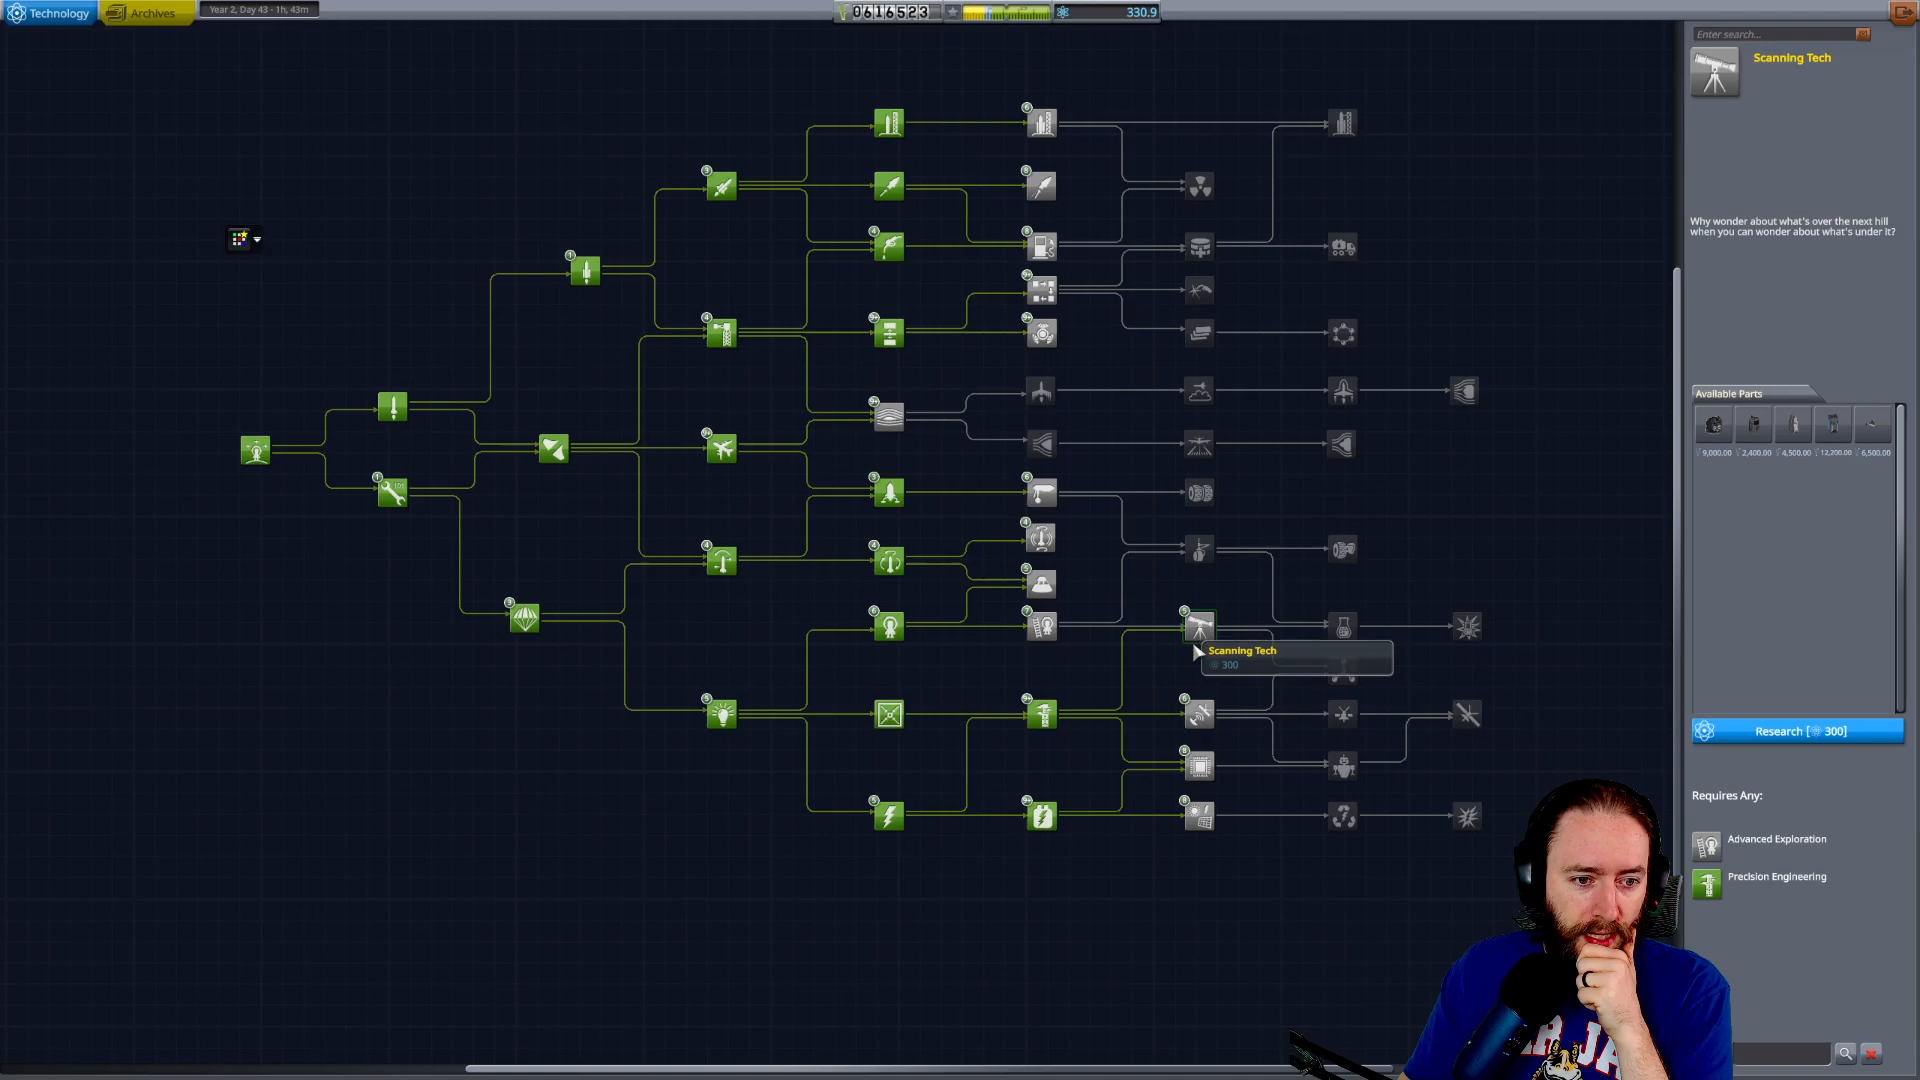 Technology
Archives
Year 2, Day 43 - 1h, 43m
0616523
330.9
Enter search...
Scanning Tech
Why wonder about what's over the next hill
when you can wonder about what's under it?
Available Parts
9,000.00 2,400.00 4,500.00 12,200.00 6,500.00
Scanning Tech
300
Research [300]
Requires Any:
Advanced Exploration
Precision Engineering